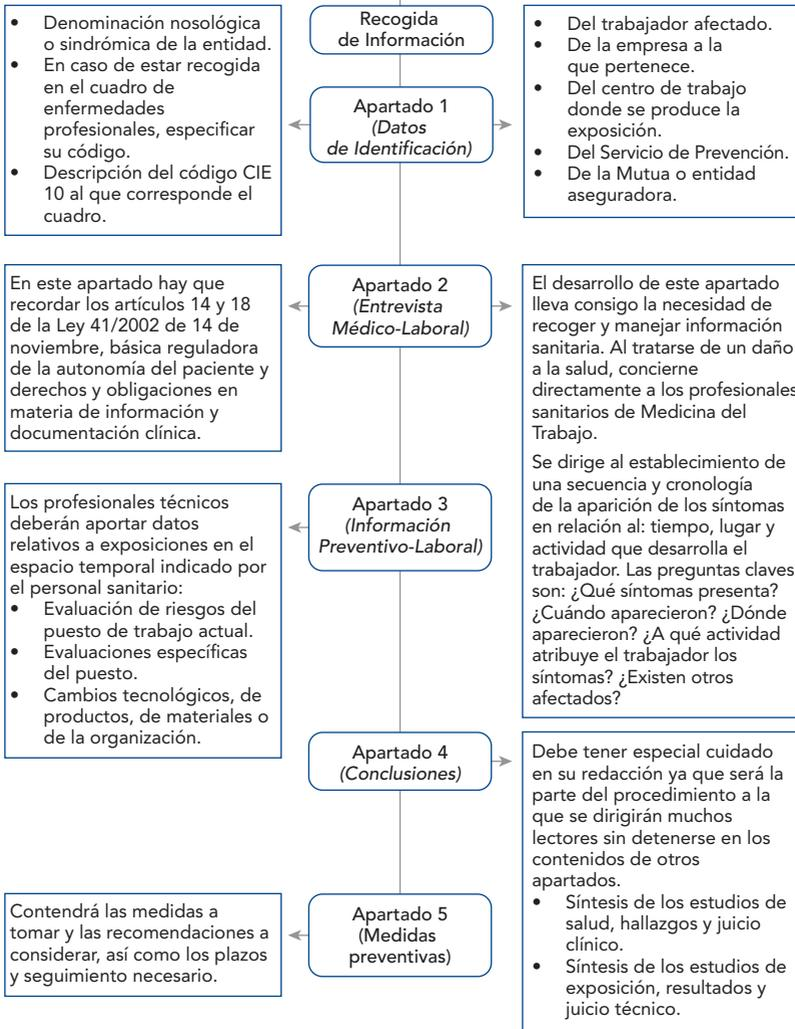 Recogida
de Información
• Denominación nosológica
o sindrómica de la entidad.
• En caso de estar recogida
en el cuadro de
enfermedades
profesionales, especificar
su código.
• Descripción del código CIE
10 al que corresponde el
cuadro.
Apartado 1
(Datos
de Identificación)
• Del trabajador afectado.
• De la empresa a la
que pertenece.
• Del centro de trabajo
donde se produce la
exposición.
• Del Servicio de Prevención.
• De la Mutua o entidad
aseguradora.
En este apartado hay que
recordar los artículos 14 y 18
de la Ley 41/2002 de 14 de
noviembre, básica reguladora
de la autonomía del paciente y
derechos y obligaciones en
materia de información y
documentación clínica.
Apartado 2
(Entrevista
Médico-Laboral)
El desarrollo de este apartado
lleva consigo la necesidad de
recoger y manejar información
sanitaria. Al tratarse de un daño
a la salud, concierne
directamente a los profesionales
sanitarios de Medicina del
Trabajo.
Se dirige al establecimiento de
una secuencia y cronología
de la aparición de los síntomas
en relación al: tiempo, lugar y
actividad que desarrolla el
trabajador. Las preguntas claves
son: ¿Qué síntomas presenta?
¿Cuándo aparecieron? ¿Dónde
aparecieron? ¿A qué actividad
atribuye el trabajador los
síntomas? ¿Existen otros
afectados?
Los profesionales técnicos
deberán aportar datos
relativos a exposiciones en el
espacio temporal indicado por
el personal sanitario:
• Evaluación de riesgos del
puesto de trabajo actual.
• Evaluaciones específicas
del puesto.
• Cambios tecnológicos, de
productos, de materiales o
de la organización.
Apartado 3
(Información
Preventivo-Laboral)
Apartado 4
(Conclusiones)
Debe tener especial cuidado
en su redacción ya que será la
parte del procedimiento a la
que se dirigirán muchos
lectores sin detenerse en los
contenidos de otros
apartados.
• Síntesis de los estudios de
salud, hallazgos y juicio
clínico.
• Síntesis de los estudios de
exposición, resultados y
juicio técnico.
Contendrá las medidas a
tomar y las recomendaciones a
considerar, así como los plazos
y seguimiento necesario.
Apartado 5
(Medidas
preventivas)